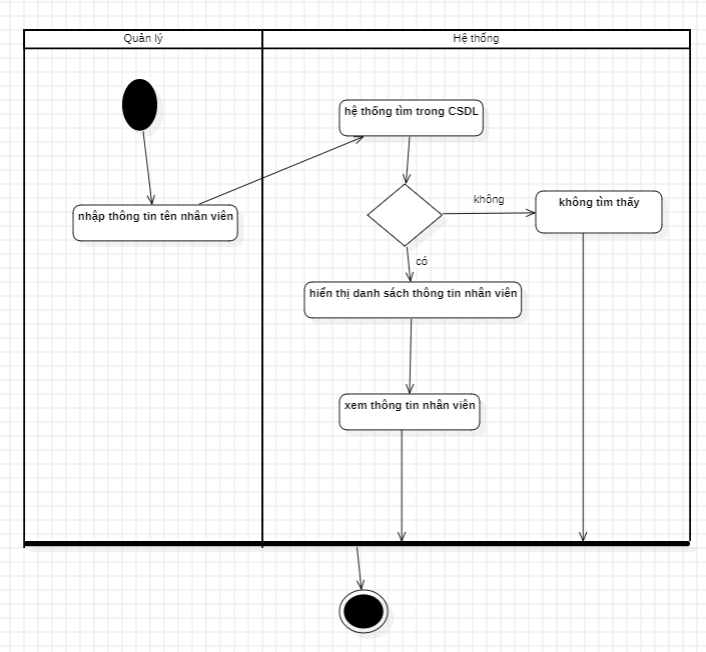 Quản lý
Hệ thống
hệ thống tìm trong CSDL
nhập thông tin tên nhân viên
không
không tìm thấy
có
hiển thị danh sách thông tin nhân viên
xem thông tin nhân viên